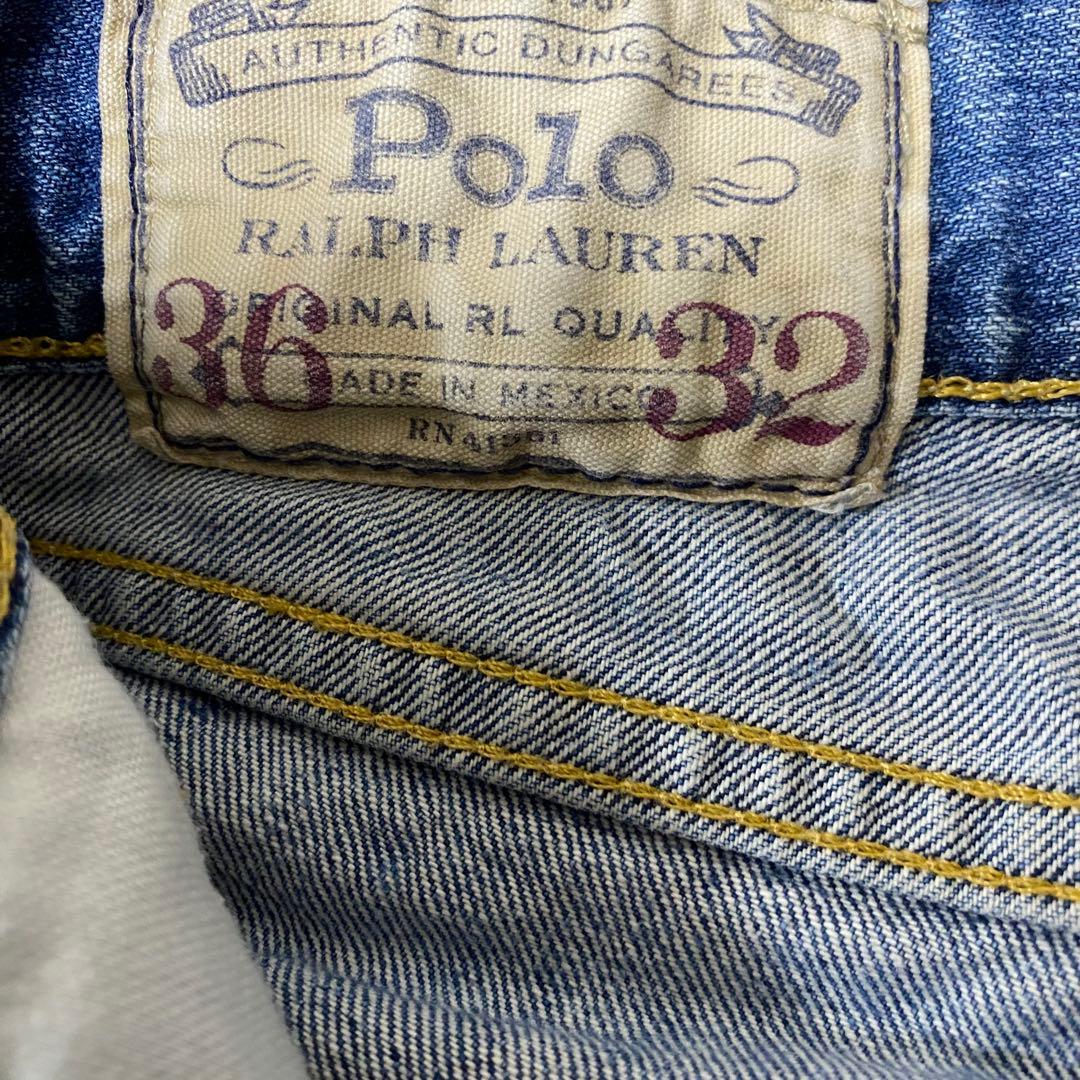 AUTHENTIC DUNGAREES
Polo
RALPH LAUREN
ORIGINAL RL QUALITY
36 32
MADE IN MEXICO